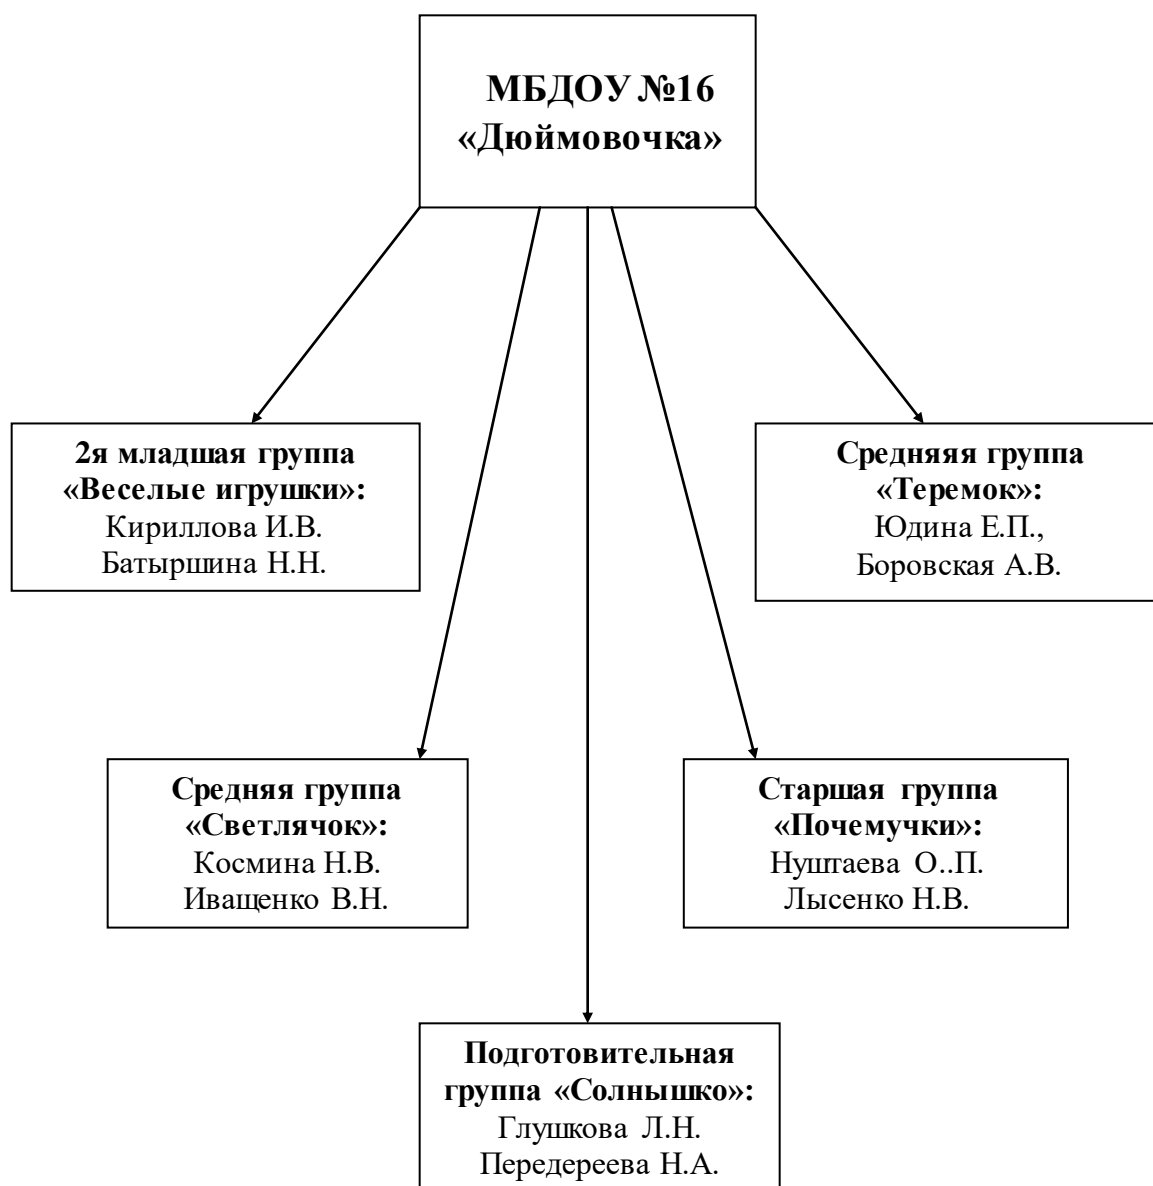 МБДОУ №16
«Дюймовочка»
2я младшая группа
«Веселые игрушки»:
Кириллова И.В.
Батыршина Н.Н.
Средняяя группа
«Теремок»:
Юдина Е.П.,
Боровская А.В.
Средняя группа
«Светлячок»:
Космина Н.В.
Иващенко В.Н.
Старшая группа
«Почемучки»:
Нуштаева О..П.
Лысенко Н.В.
Подготовительная
группа «Солнышко»:
Глушкова Л.Н.
Передереева Н.А.